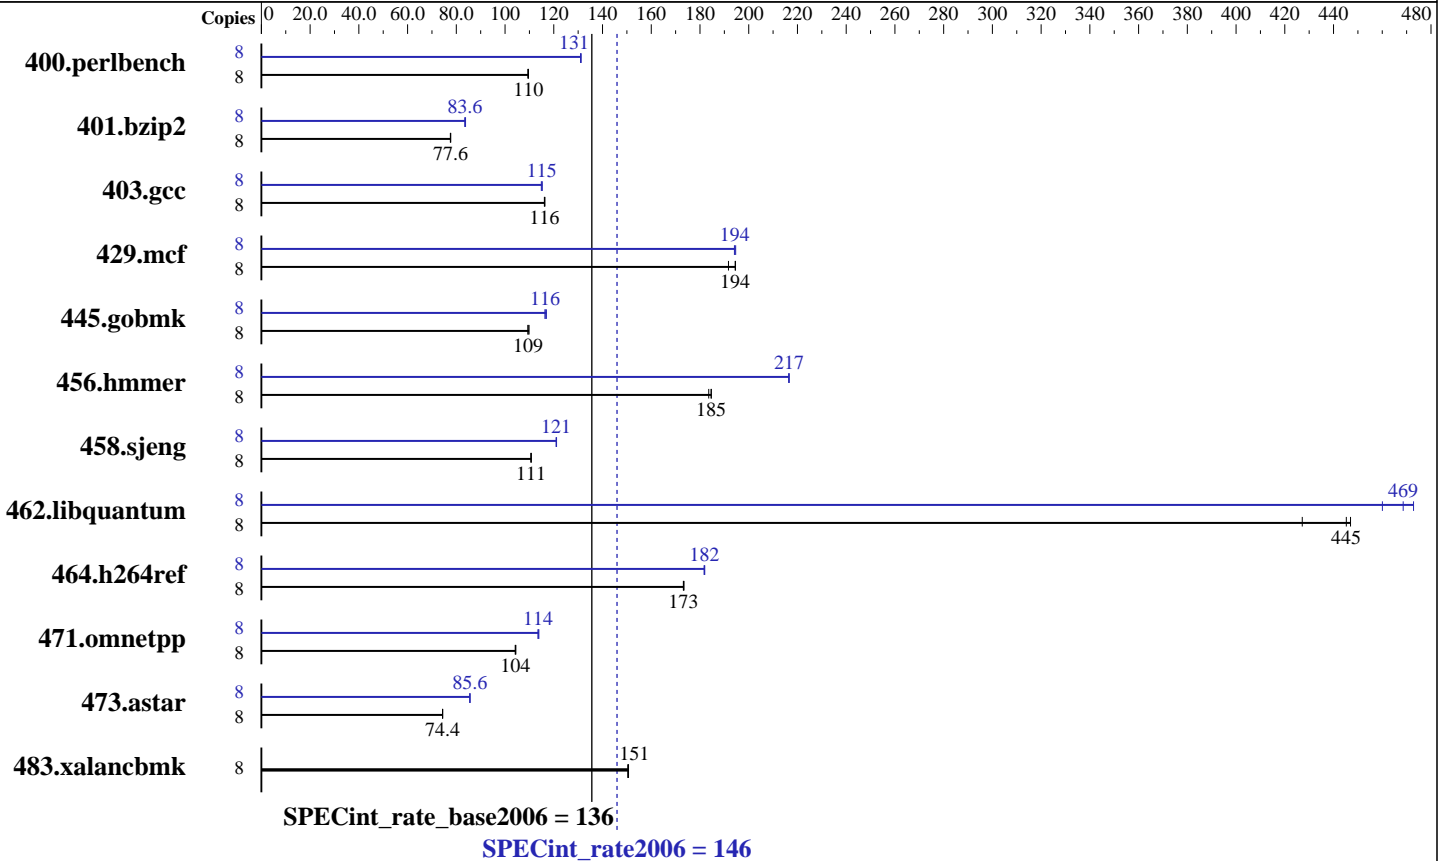 Copies 0 20.0 40.0 60.0 80.0 100 120 140 160 180 200 220 240 260 280 300 320 340 360 380 400 420 440 480
400.perlbench 8 131
8 110
401.bzip2 8 83.6
8 77.6
403.gcc 8 115
8 116
429.mcf 8 194
8 194
445.gobmk 8 116
8 109
456.hmmer 8 217
8 185
458.sjeng 8 121
8 111
462.libquantum 8 469
8 445
464.h264ref 8 182
8 173
471.omnetpp 8 114
8 104
473.astar 8 85.6
8 74.4
483.xalancbmk 8 151
SPECint_rate_base2006 = 136
SPECint_rate2006 = 146